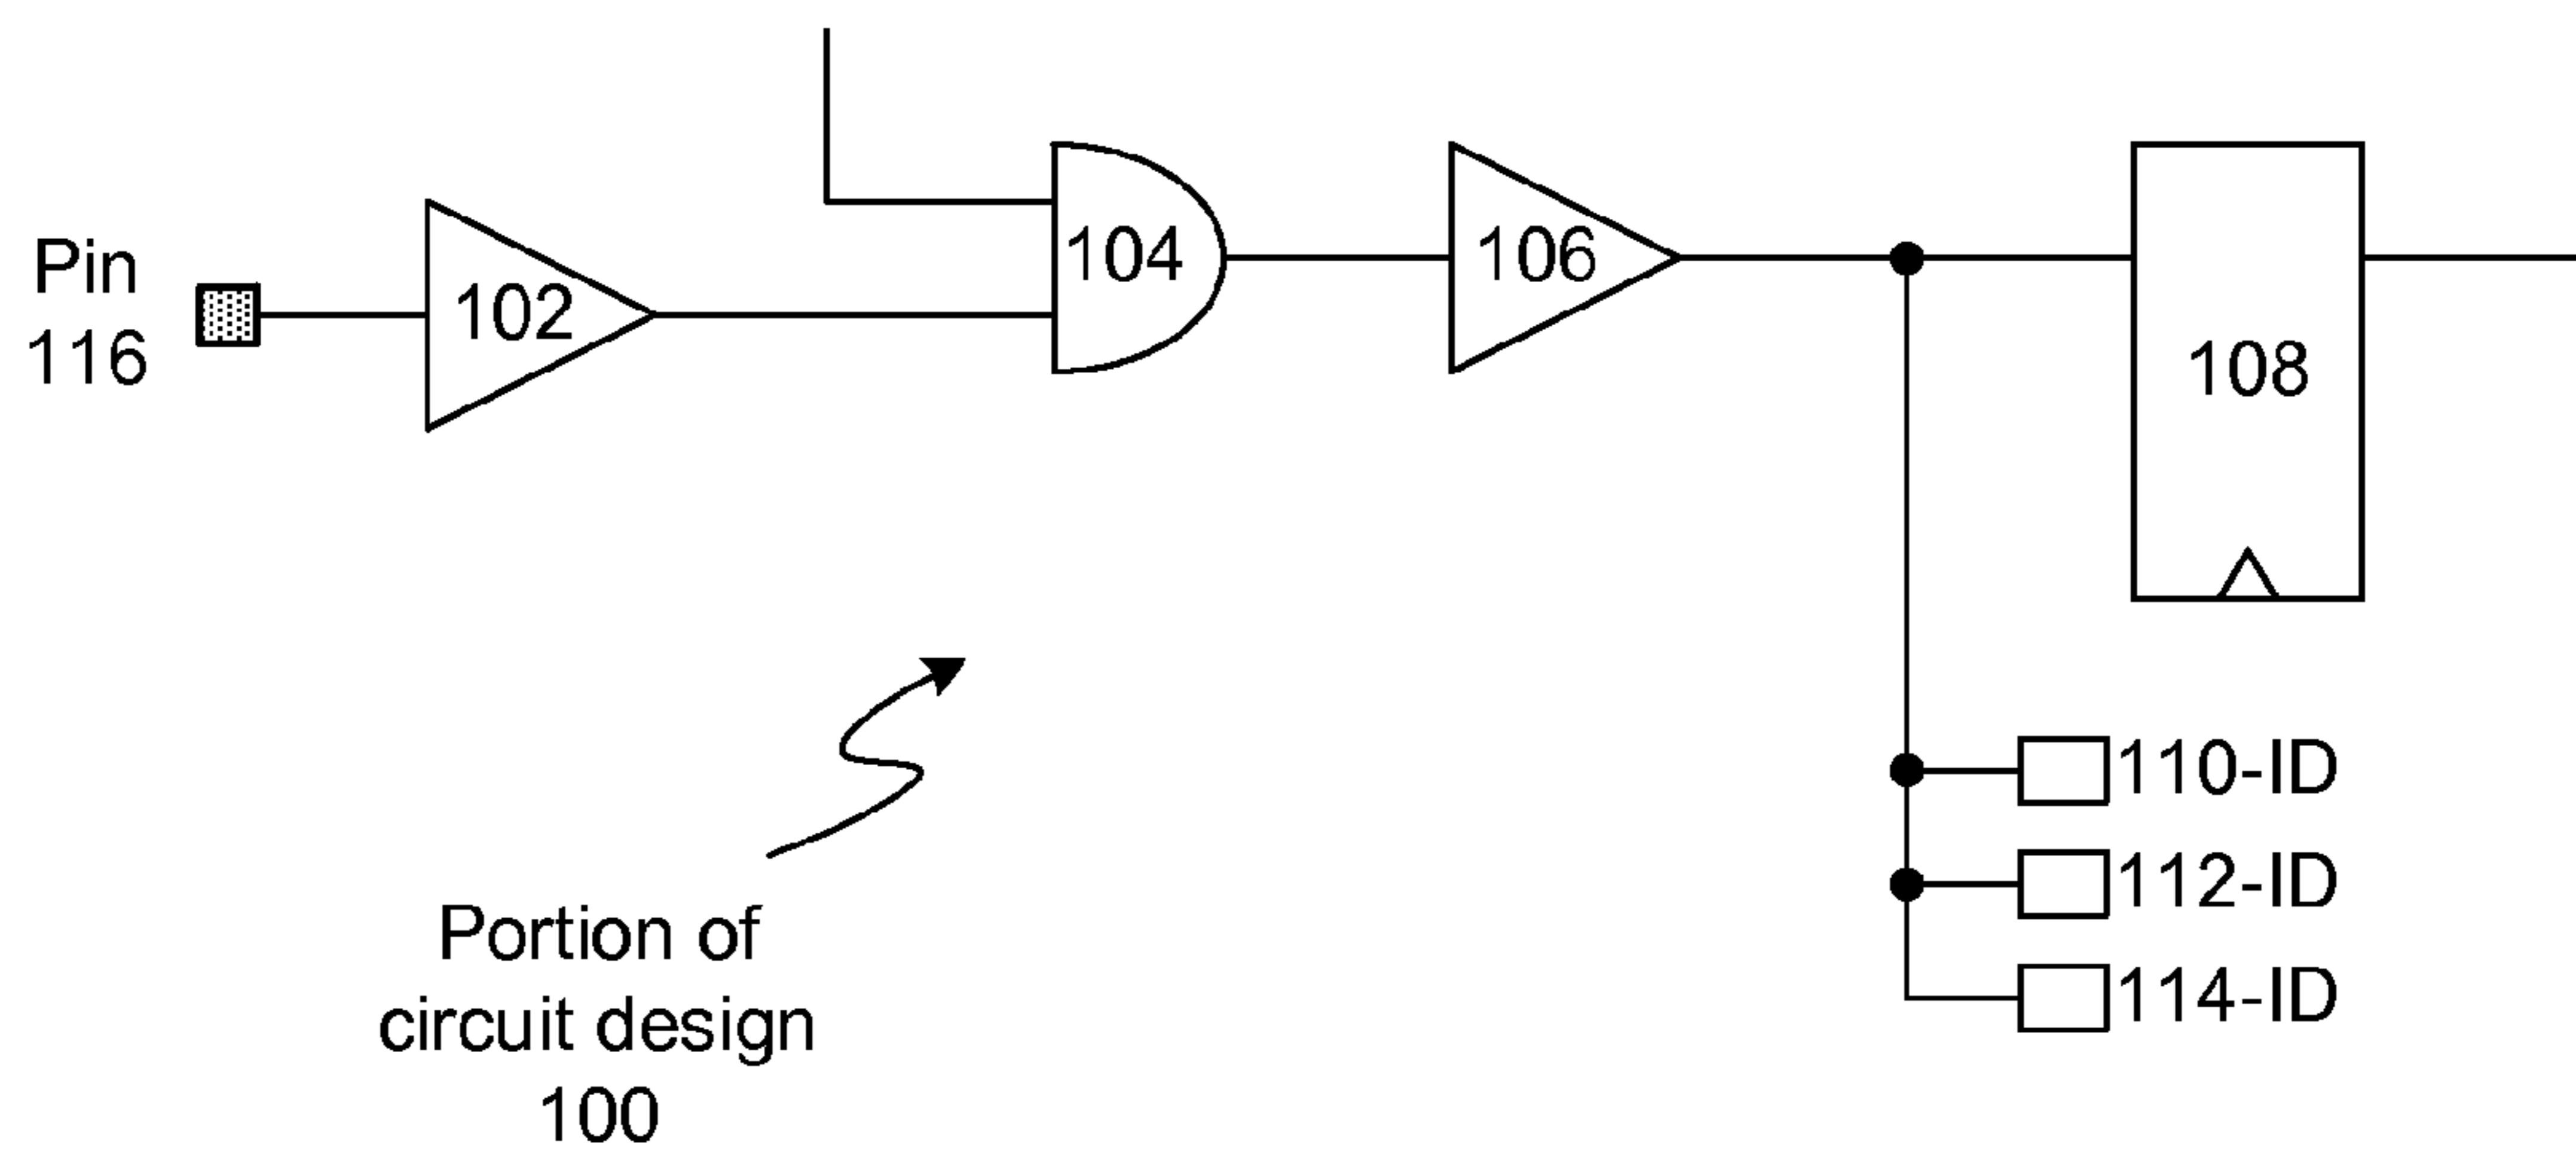 Pin
116
102
104
106
108
110-ID
112-ID
114-ID
Portion of
circuit design
100